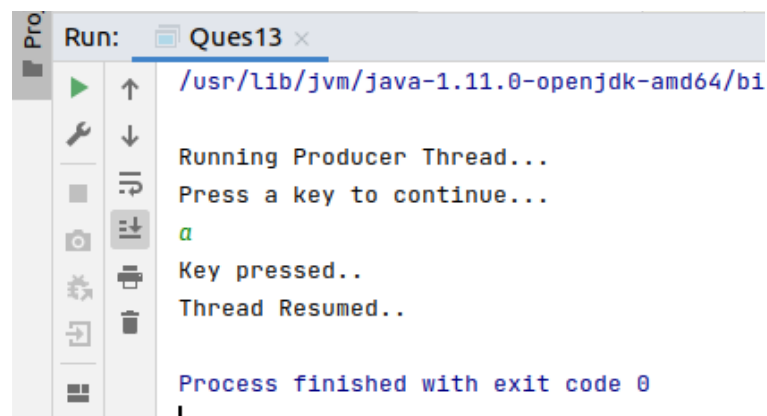 Pro
Run: Ques13
/usr/lib/jvm/java-1.11.0-openjdk-amd64/bi
Running Producer Thread...
Press a key to continue...
a
Key pressed..
Thread Resumed..
Process finished with exit code 0